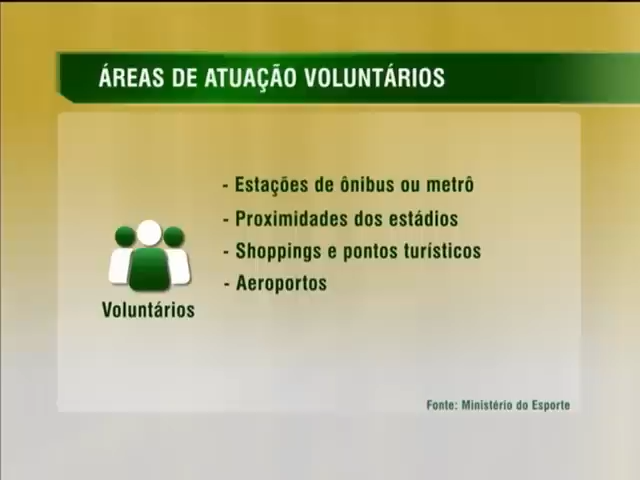 ÁREAS DE ATUAÇÃO VOLUNTÁRIOS
- Estações de ônibus ou metrô
- Proximidades dos estádios
- Shoppings e pontos turísticos
- Aeroportos
Voluntários
Fonte: Ministério do Esporte